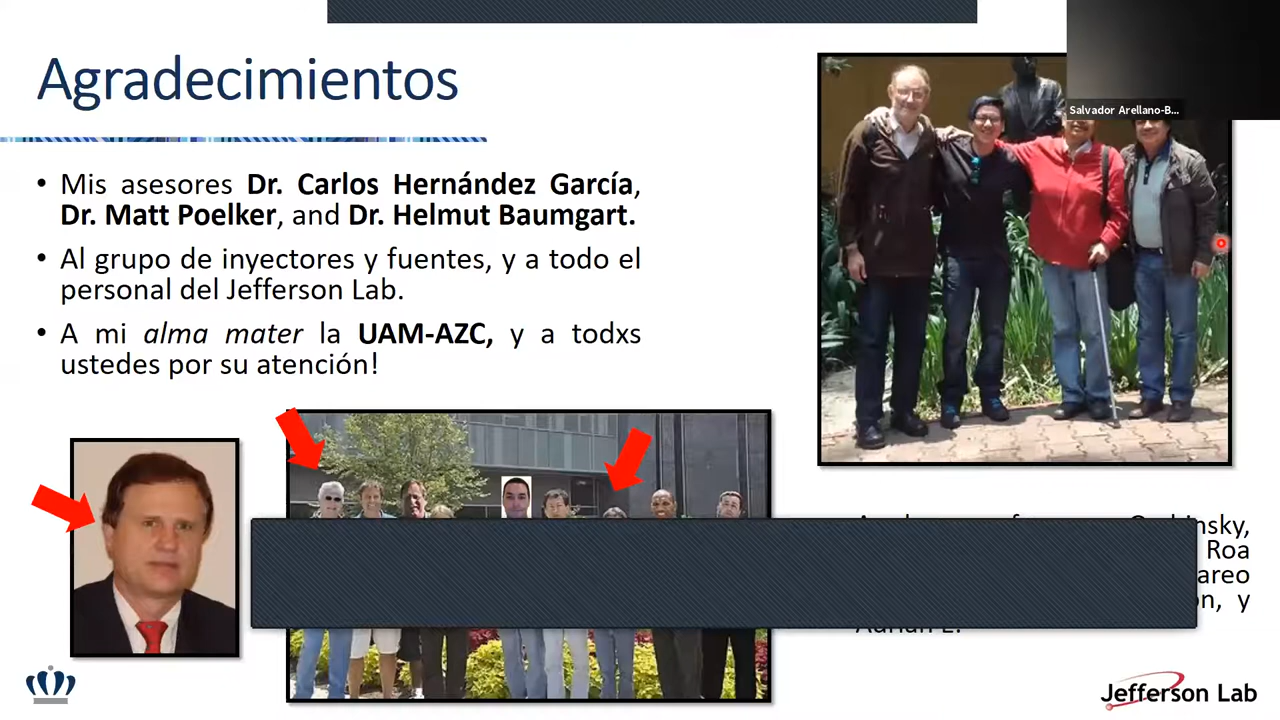 Agradecimientos
Salvador Arellano-B...
• Mis asesores Dr. Carlos Hernández García,
Dr. Matt Poelker, and Dr. Helmut Baumgart.
• Al grupo de inyectores y fuentes, y a todo el
personal del Jefferson Lab.
• A mi alma mater la UAM-AZC, y a todxs
ustedes por su atención!
Roa
y
Jefferson Lab